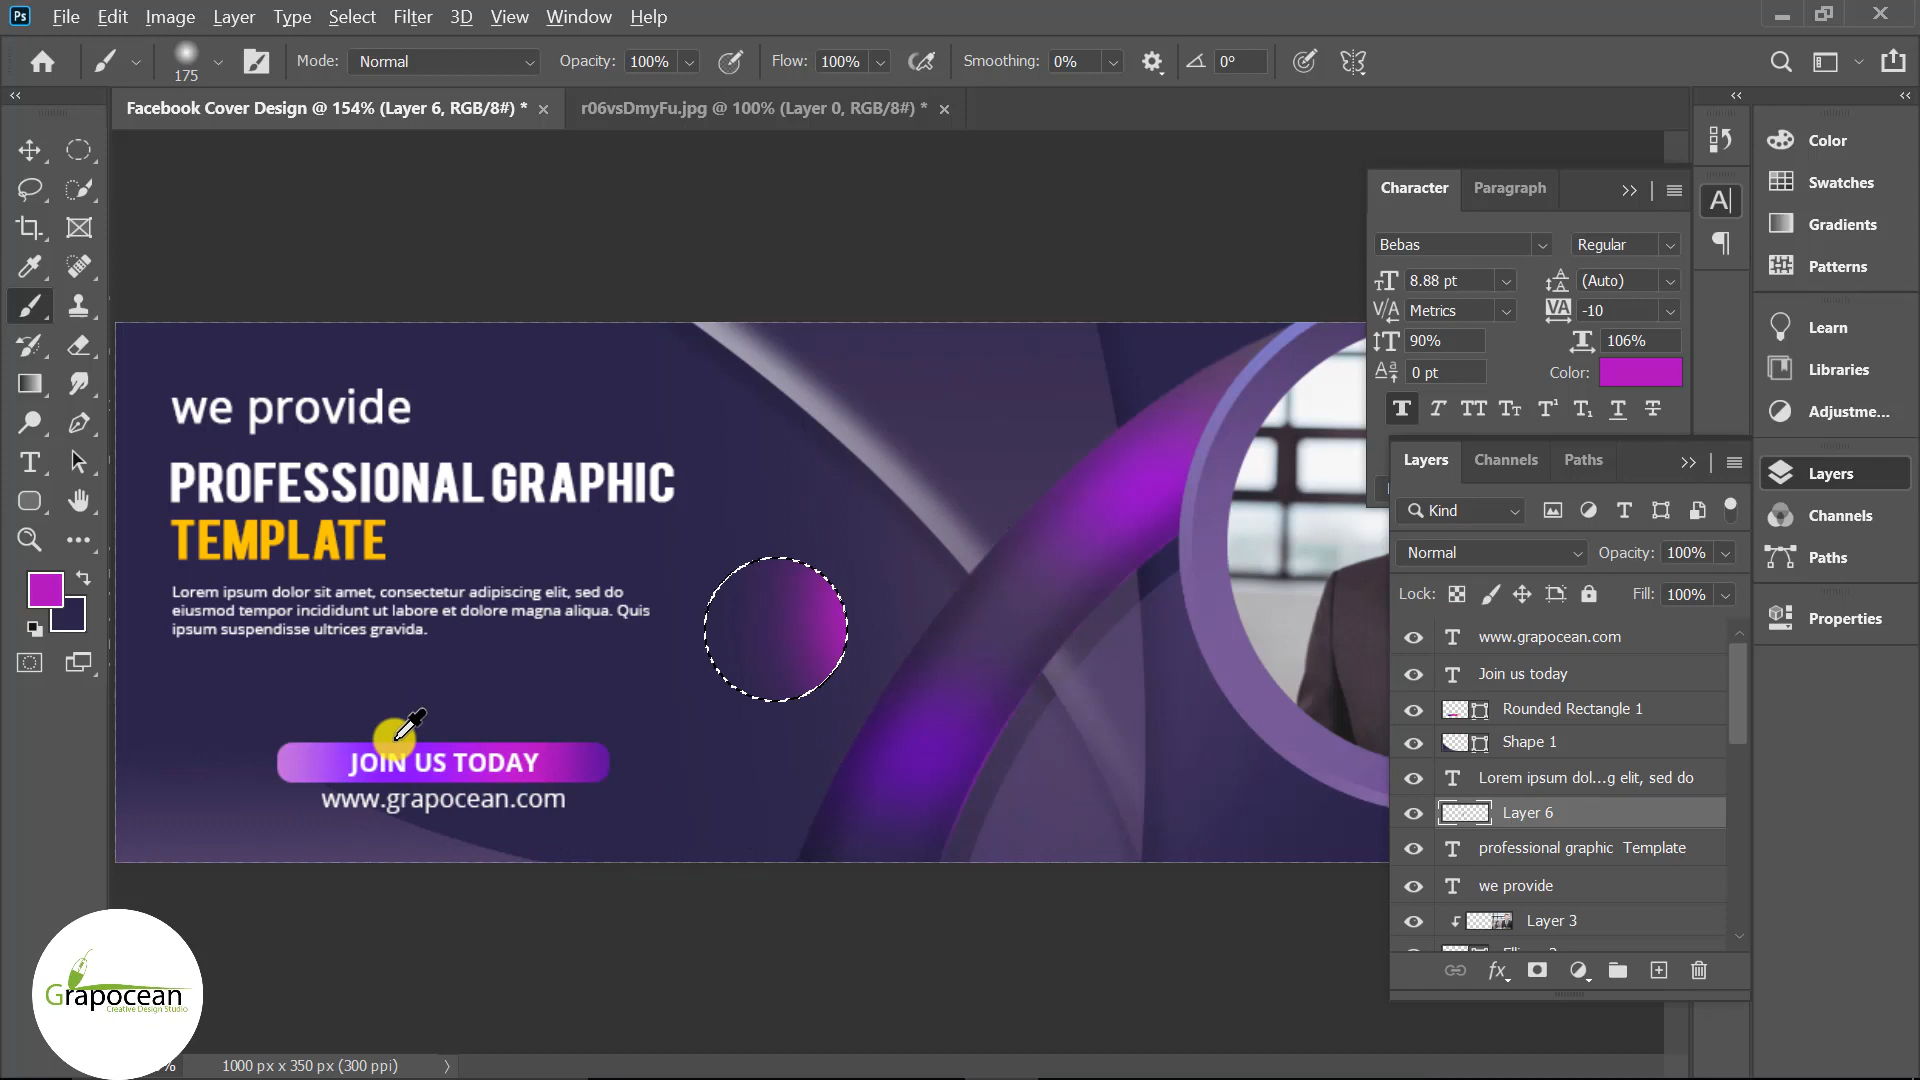 Ps File Edit Image Layer Type Select Filter 3D View Window Help
175 Mode: Normal Opacity: 100% Flow: 100% Smoothing: 0% 0°
Facebook Cover Design @ 154% (Layer 6, RGB/8#) *
r06vsDmyFu.jpg @ 100% (Layer 0, RGB/8#) *
Character Paragraph
Bebas Regular
8.88 pt (Auto)
Metrics -10
90% 106%
0 pt Color:
Layers Channels Paths
Kind
Normal Opacity: 100%
Lock: Fill: 100%
www.grapocean.com
Join us today
Rounded Rectangle 1
Shape 1
Lorem ipsum dol...g elit, sed do
Layer 6
professional graphic Template
we provide
Layer 3
Color
Swatches
Gradients
Patterns
Learn
Libraries
Adjustme...
Layers
Channels
Paths
Properties
we provide
PROFESSIONAL GRAPHIC
TEMPLATE
Lorem ipsum dolor sit amet, consectetur adipiscing elit, sed do
eiusmod tempor incididunt ut labore et dolore magna aliqua. Quis
ipsum suspendisse ultrices gravida.
JOIN US TODAY
www.grapocean.com
Grapocean
Creative Design Studio
1000 px x 350 px (300 ppi)